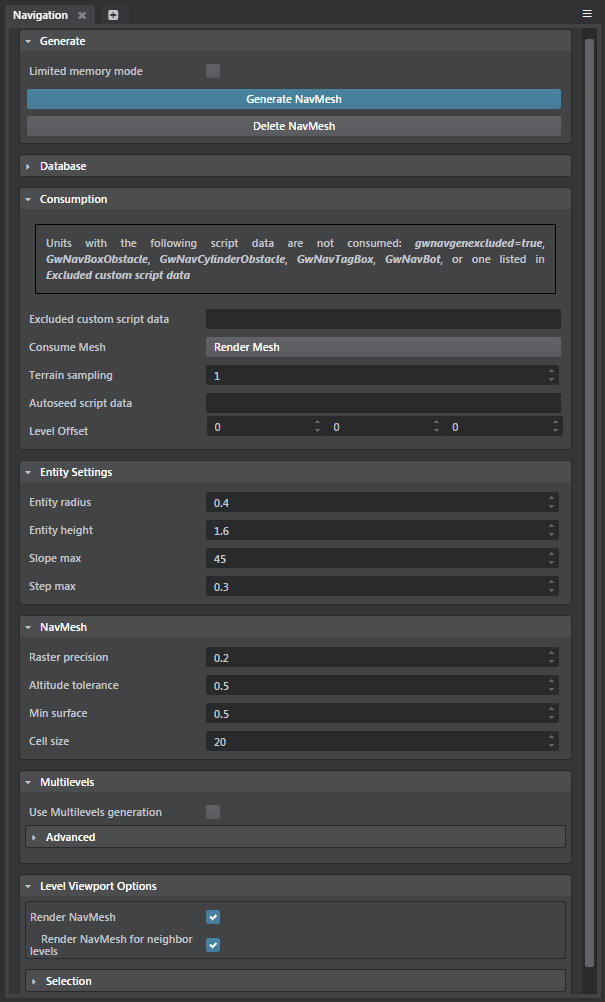 Navigation
Generate
Limited memory mode
Generate NavMesh
Delete NavMesh
Database
Consumption
Units with the following script data are not consumed: gwnavgenexcluded=true,
GwNavBoxObstacle, GwNavCylinderObstacle, GwNavTagBox, GwNavBot, or one listed in
Excluded custom script data
Excluded custom script data
Consume Mesh Render Mesh
Terrain sampling 1
Autoseed script data
Level Offset 0 0 0
Entity Settings
Entity radius 0.4
Entity height 1.6
Slope max 45
Step max 0.3
NavMesh
Raster precision 0.2
Altitude tolerance 0.5
Min surface 0.5
Cell size 20
Multilevels
Use Multilevels generation
Advanced
Level Viewport Options
Render NavMesh
Render NavMesh for neighbor
levels
Selection